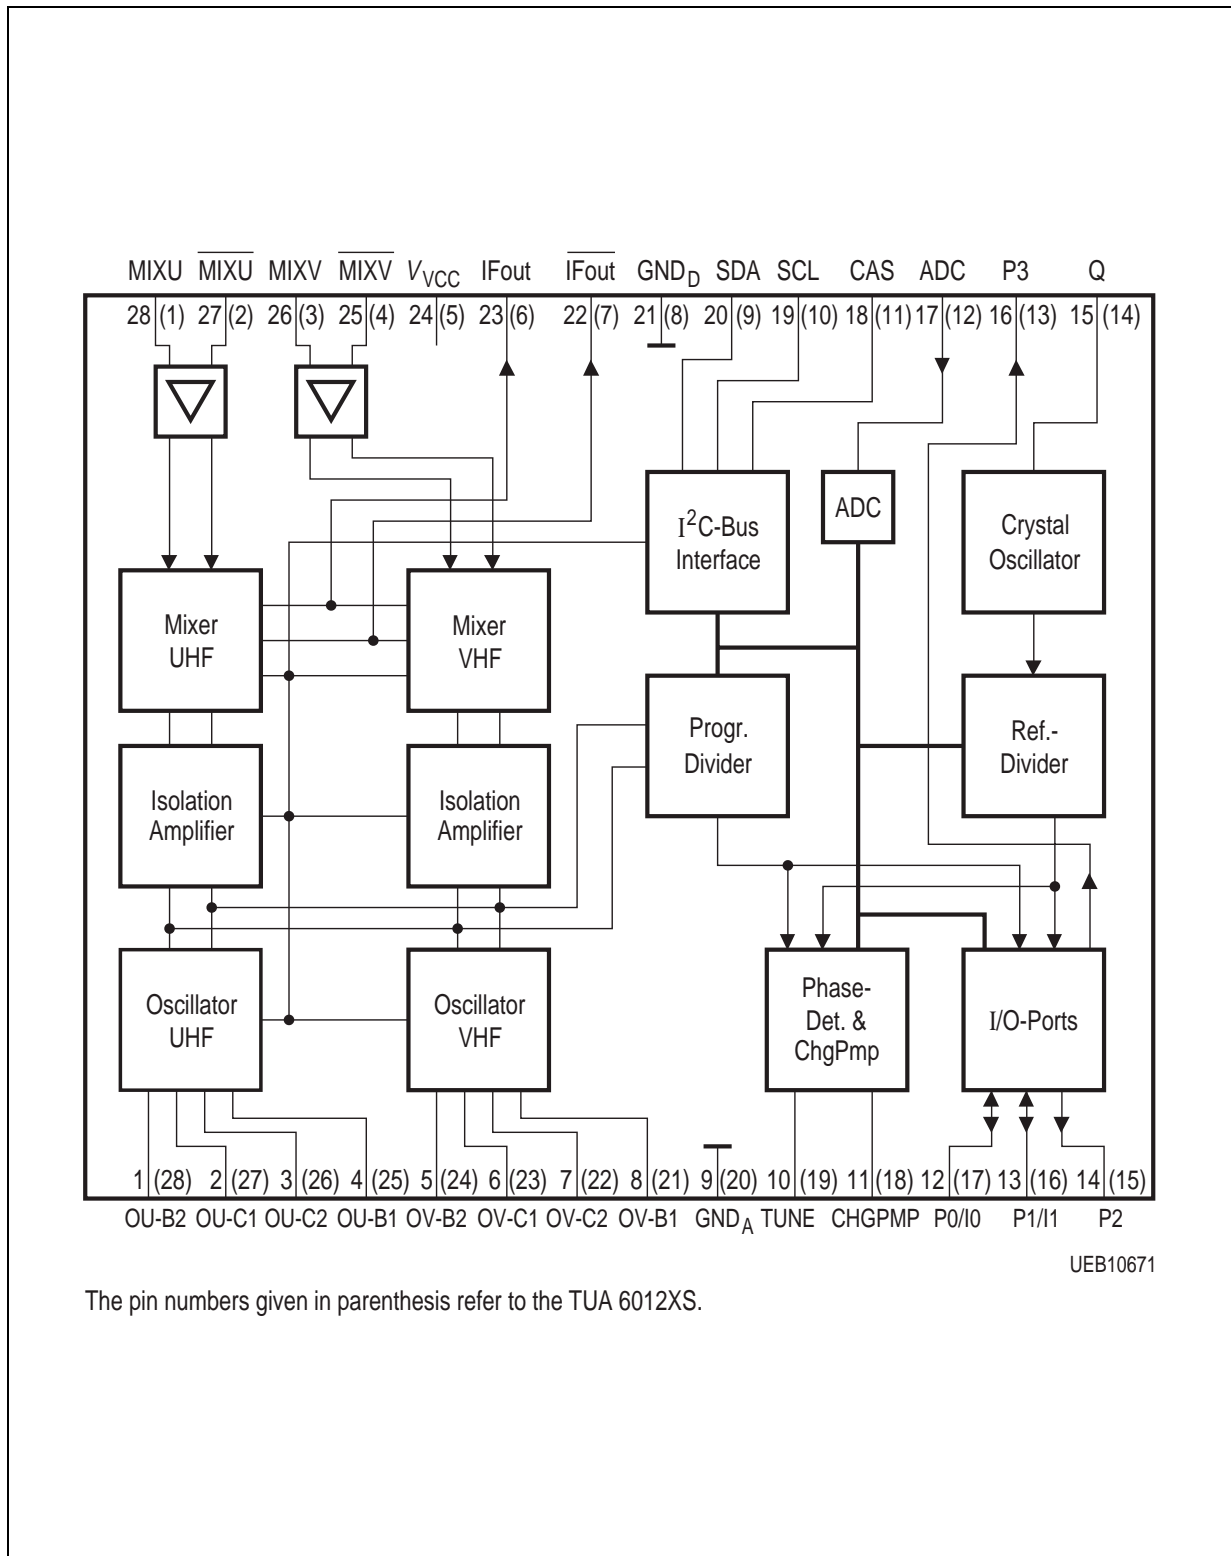 MIXU M̅I̅X̅U̅ MIXV M̅I̅X̅V̅ V_VCC IFout I̅F̅o̅u̅t̅ GND_D SDA SCL CAS ADC P3 Q
28 (1) 27 (2) 26 (3) 25 (4) 24 (5) 23 (6) 22 (7) 21 (8) 20 (9) 19 (10) 18 (11) 17 (12) 16 (13) 15 (14)
I²C-Bus
Interface
ADC
Crystal
Oscillator
Mixer
UHF
Mixer
VHF
Progr.
Divider
Ref.-
Divider
Isolation
Amplifier
Isolation
Amplifier
Oscillator
UHF
Oscillator
VHF
Phase-
Det. &
ChgPmp
I/O-Ports
1 (28) 2 (27) 3 (26) 4 (25) 5 (24) 6 (23) 7 (22) 8 (21) 9 (20) 10 (19) 11 (18) 12 (17) 13 (16) 14 (15)
OU-B2 OU-C1 OU-C2 OU-B1 OV-B2 OV-C1 OV-C2 OV-B1 GND_A TUNE CHGPMP P0/I0 P1/I1 P2
UEB10671
The pin numbers given in parenthesis refer to the TUA 6012XS.